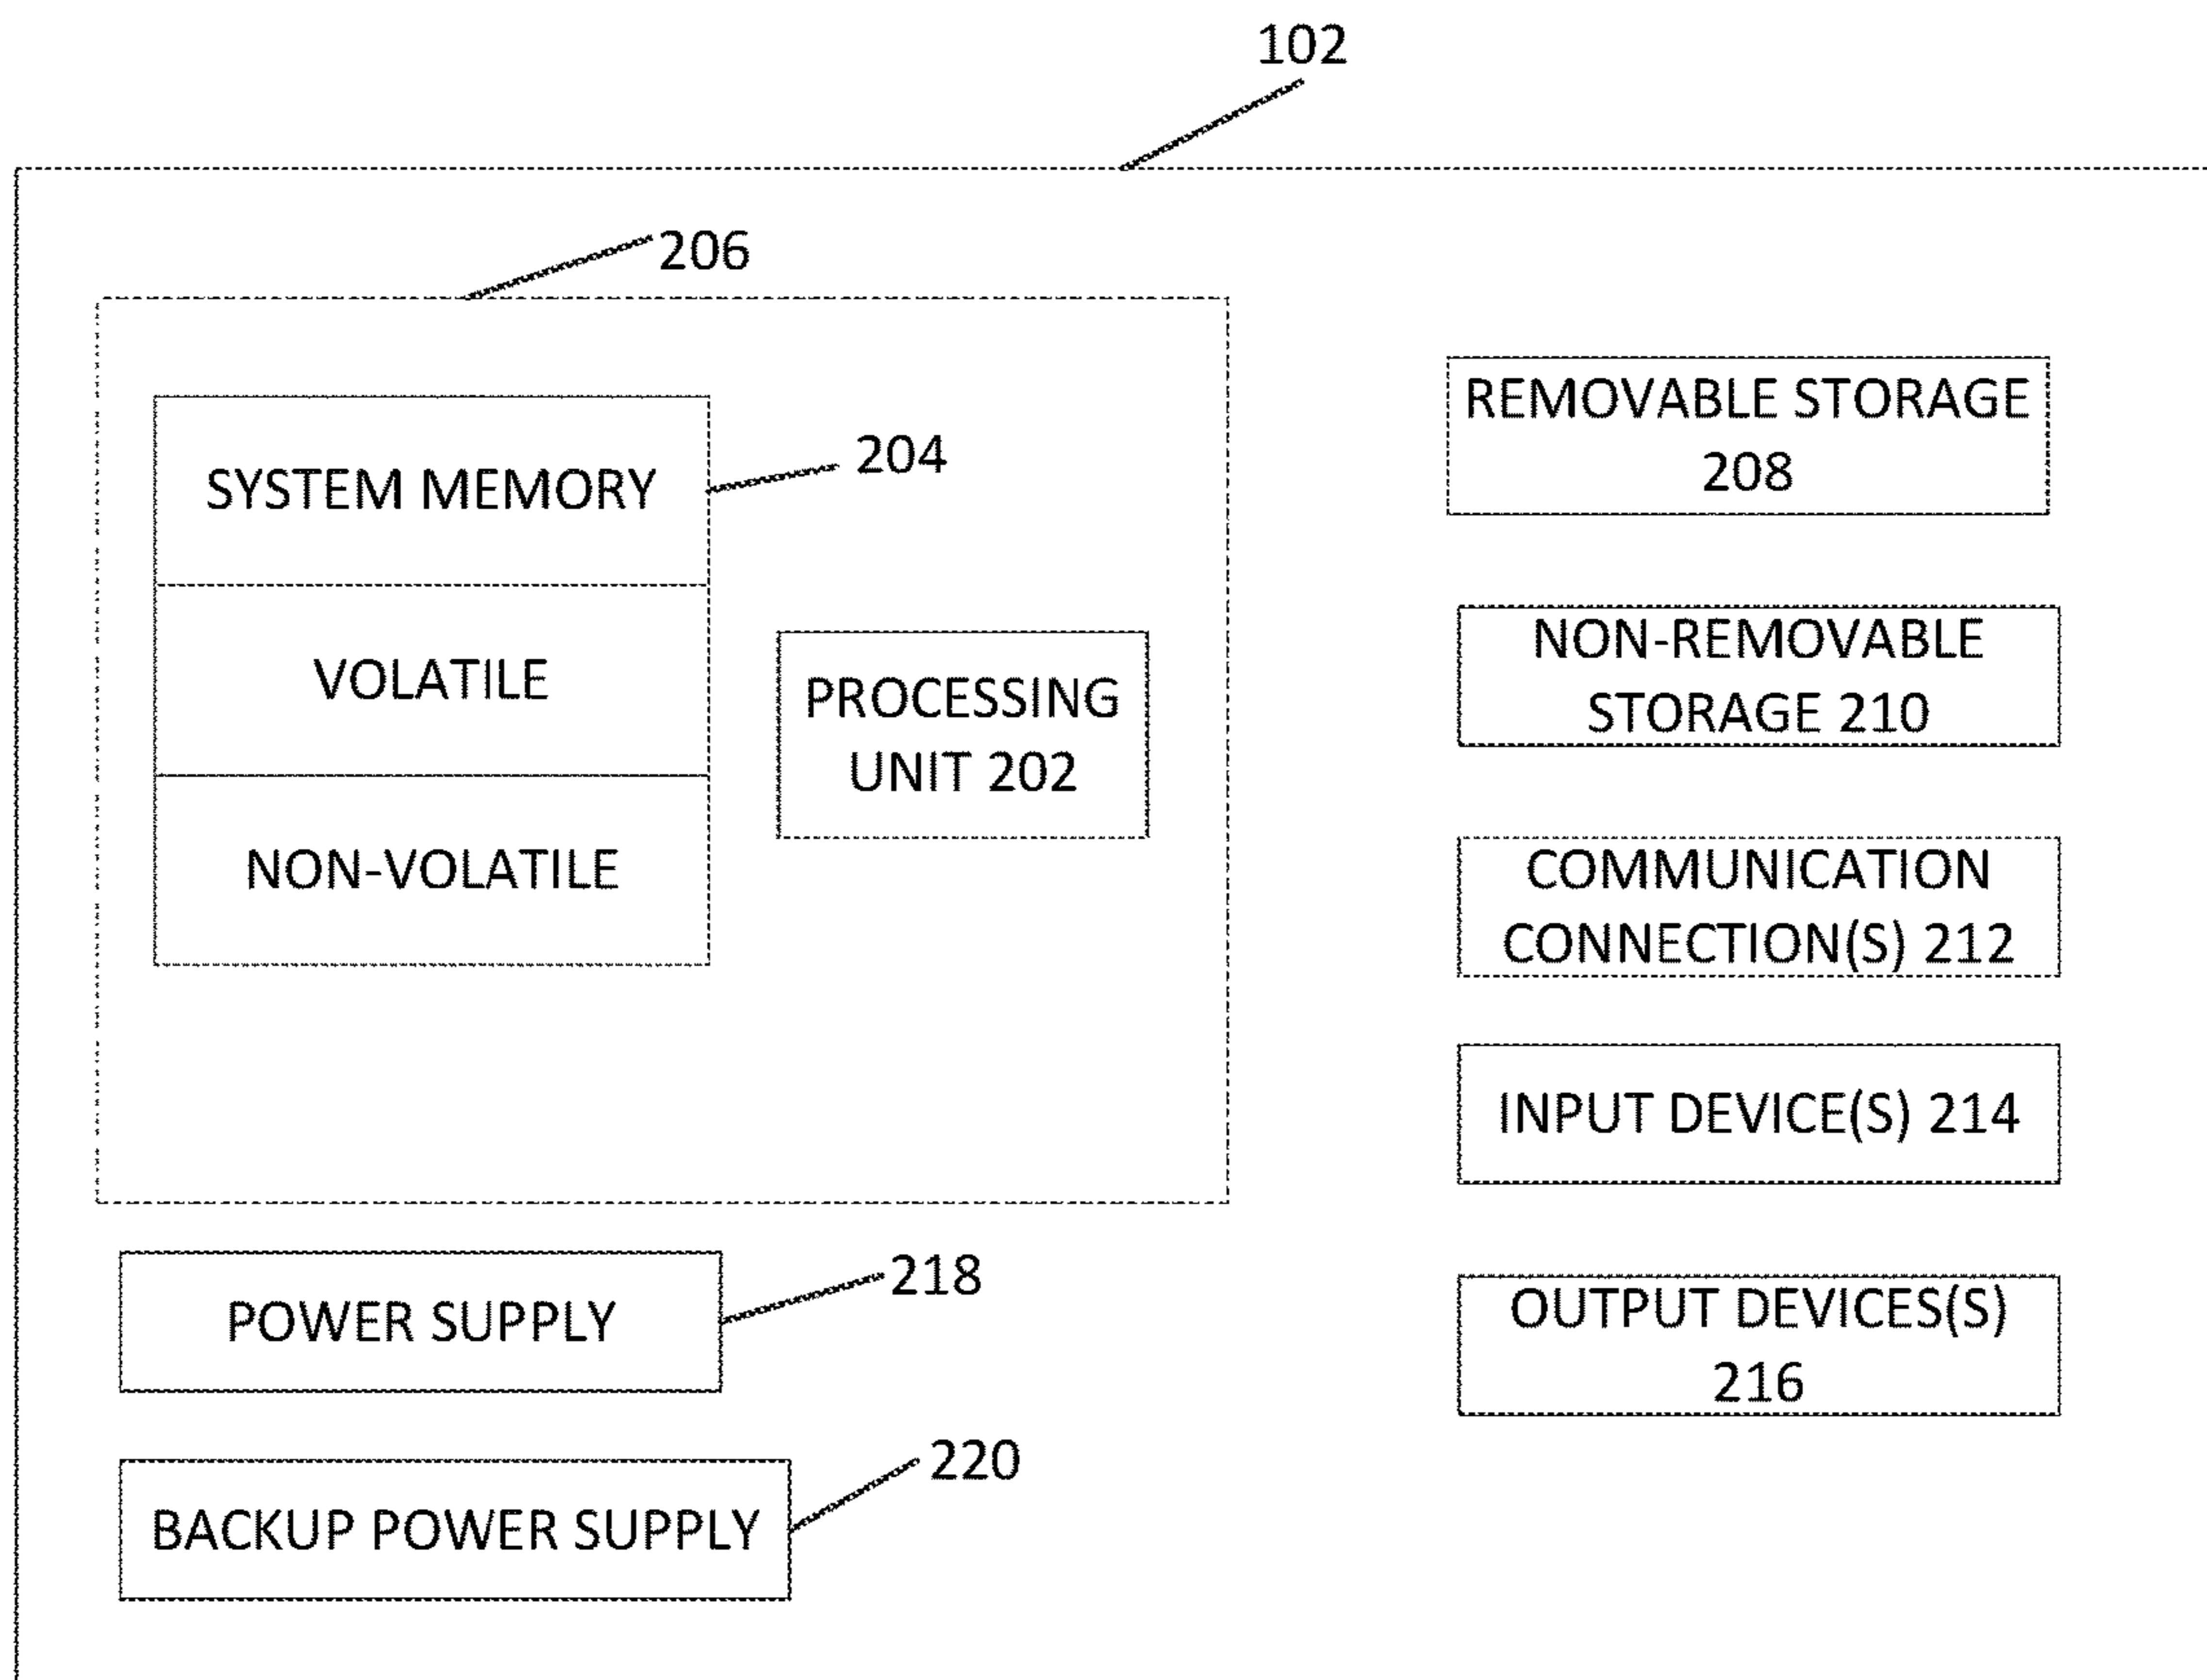 102
206
SYSTEM MEMORY
204
VOLATILE
NON-VOLATILE
PROCESSING
UNIT 202
REMOVABLE STORAGE
208
NON-REMOVABLE
STORAGE 210
COMMUNICATION
CONNECTION(S) 212
INPUT DEVICE(S) 214
OUTPUT DEVICES(S)
216
POWER SUPPLY
218
BACKUP POWER SUPPLY
220